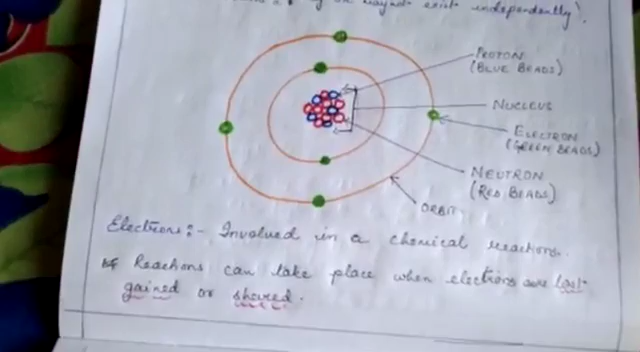 exist independently).
PROTON
(BLUE BEADS)
NUCLEUS
ELECTRON
(GREEN BEADS)
NEUTRON
(RED BEADS)
ORBIT
Electrons:- Involved in a chemical reactions.
Reactions can take place when electrons are lost
gained or shared.